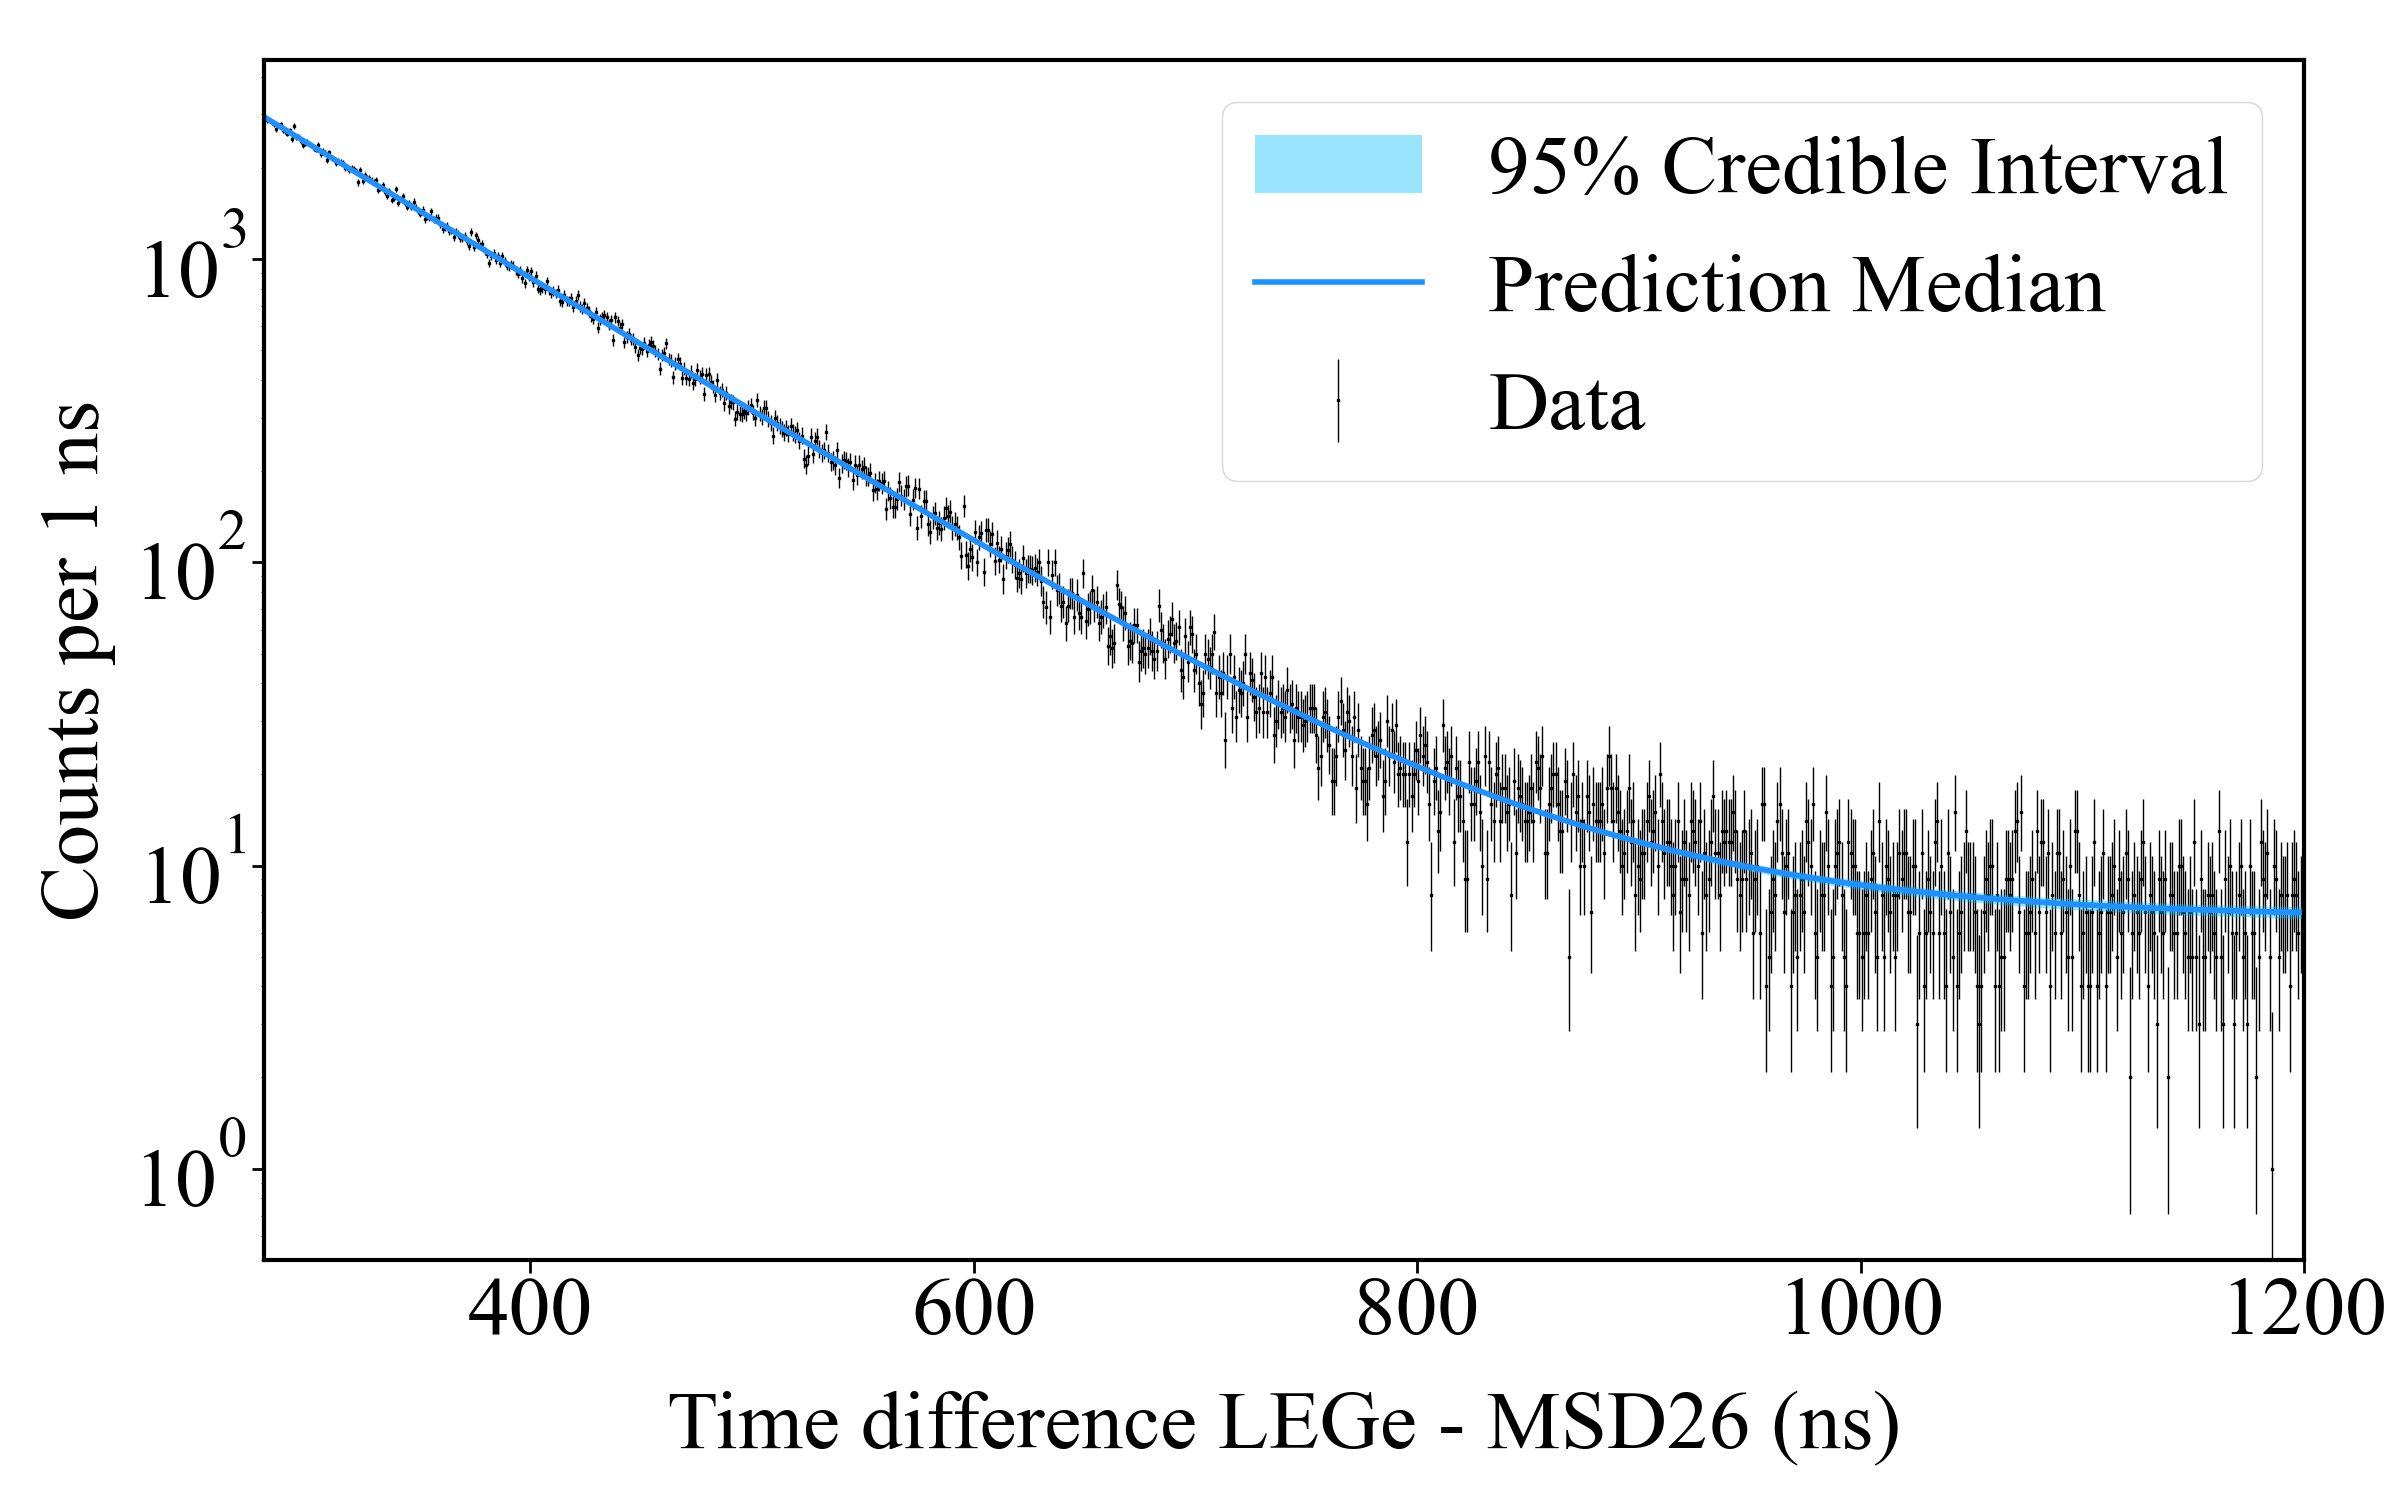 95% Credible Interval
Prediction Median
Data
Counts per 1 ns
10^3
10^2
10^1
10^0
400 600 800 1000 1200
Time difference LEGe - MSD26 (ns)